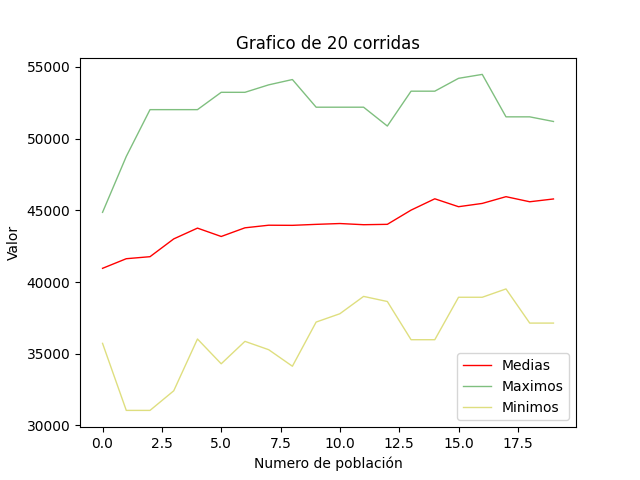 Grafico de 20 corridas
55000
50000
45000
40000
35000
30000
Valor
0.0 2.5 5.0 7.5 10.0 12.5 15.0 17.5
Numero de población
Medias
Maximos
Minimos